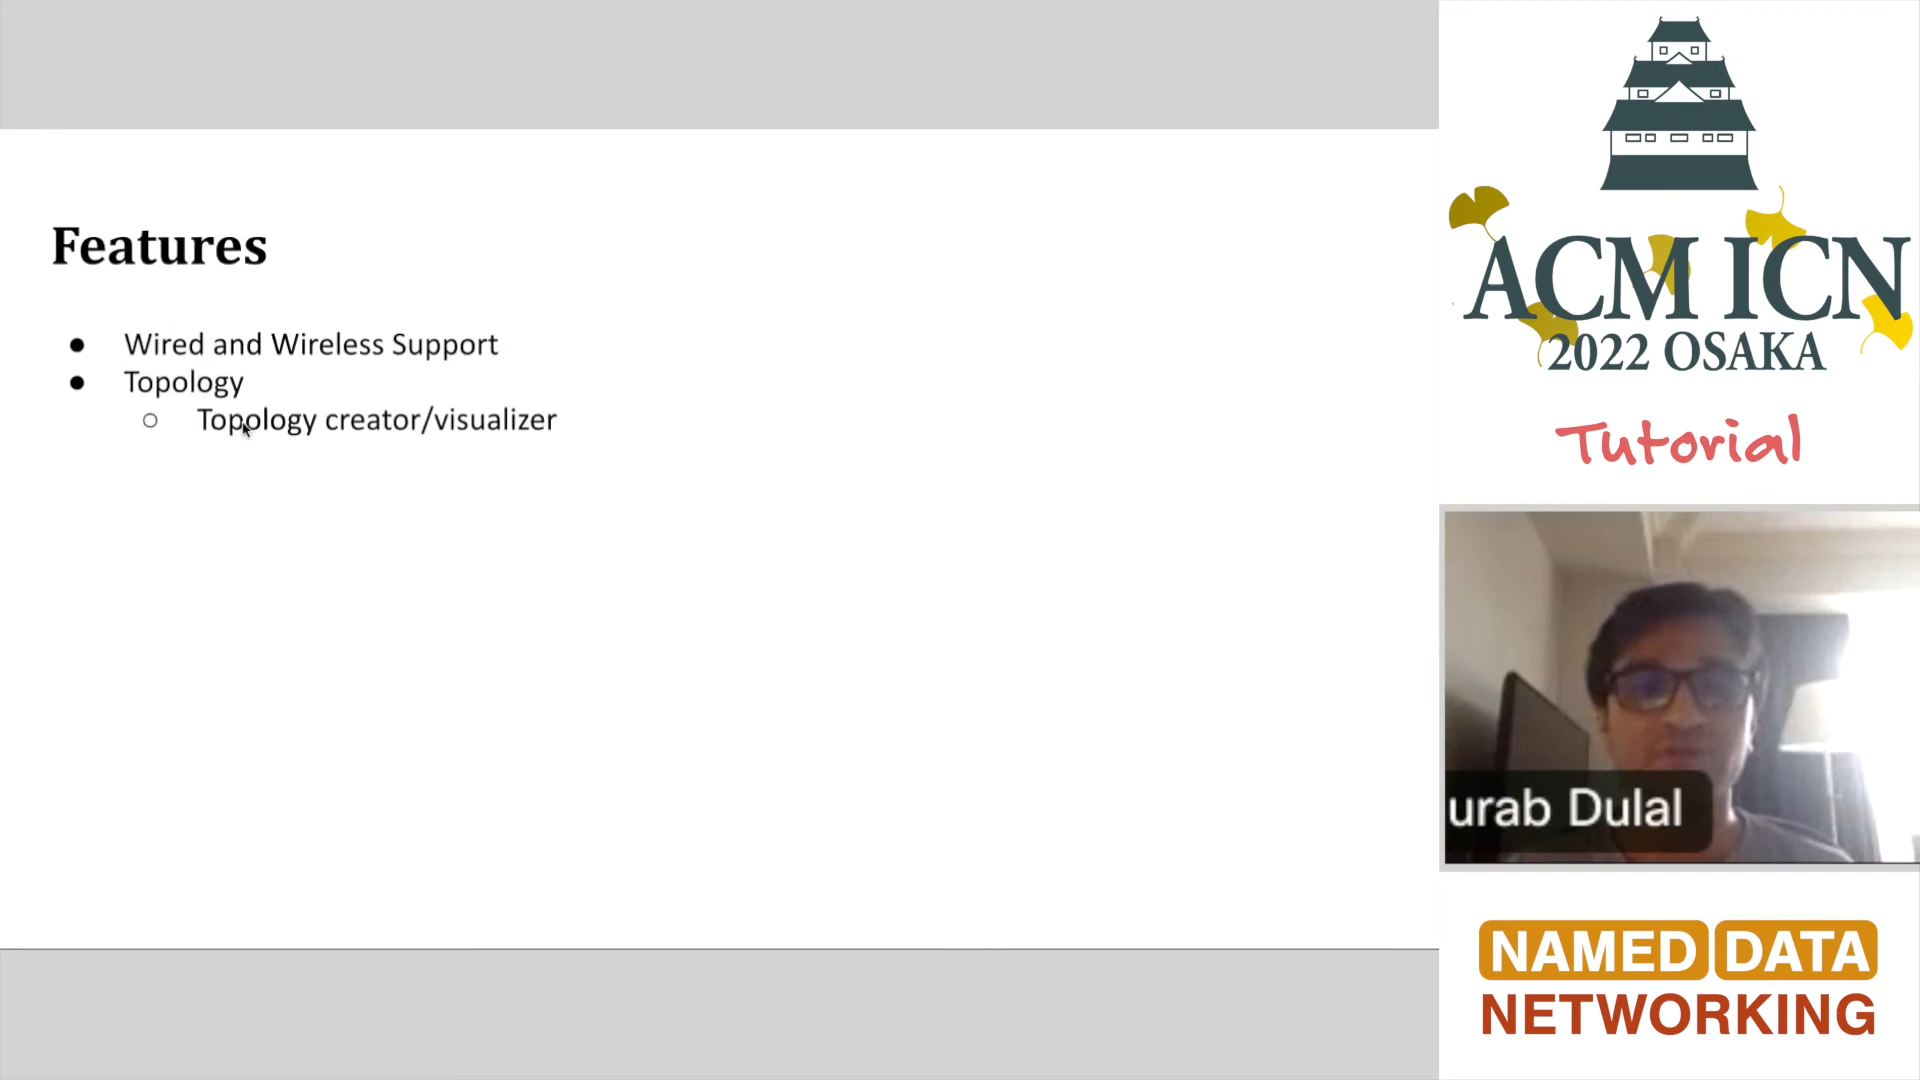 Features
● Wired and Wireless Support
● Topology
○ Topology creator/visualizer
ACM ICN
2022 OSAKA
Tutorial
urab Dulal
NAMED DATA
NETWORKING